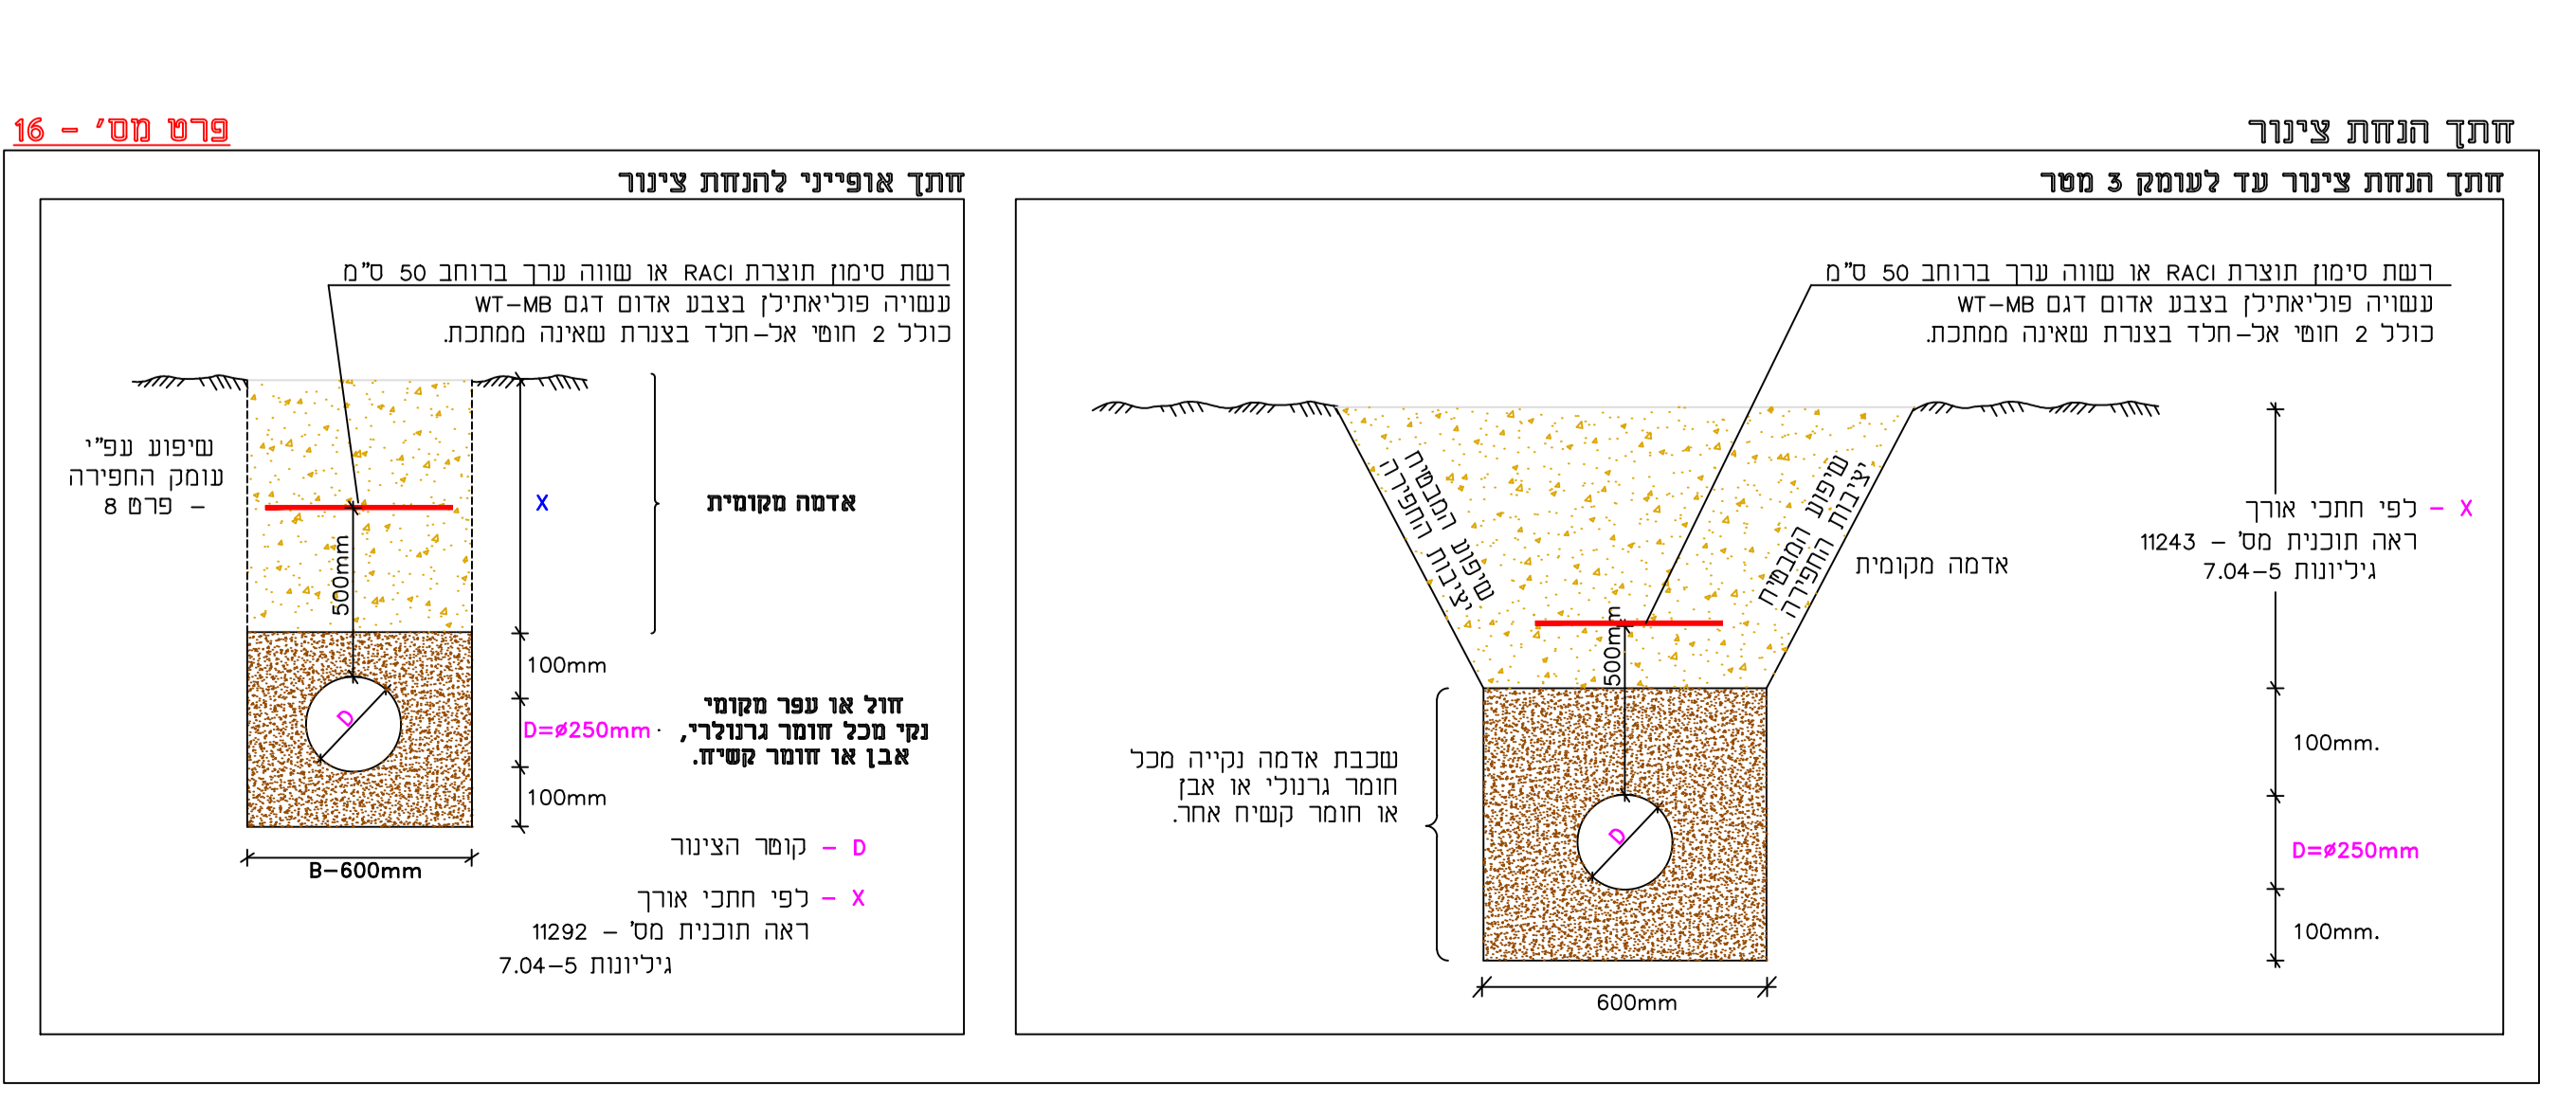 חתך הנחת צינור
פרט מס' - 16
חתך הנחת צינור עד לעומק 3 מטר
רשת סימון תוצרת RACI או שווה ערך ברוחב 50 ס"מ
עשויה פוליאתילן בצבע אדום דגם WT-MB
כולל 2 חוטי אל-חלד בצנרת שאינה ממתכת.
שיפוע המבטיח
יציבות החפירה
שיפוע המבטיח
יציבות החפירה
אדמה מקומית
X - לפי חתכי אורך
ראה תוכנית מס' - 11243
גיליונות 7.04-5
500mm
100mm.
D=ø250mm
100mm.
D
שכבת אדמה נקייה מכל
חומר גרנולי או אבן
או חומר קשיח אחר.
600mm
חתך אופייני להנחת צינור
רשת סימון תוצרת RACI או שווה ערך ברוחב 50 ס"מ
עשויה פוליאתילן בצבע אדום דגם WT-MB
כולל 2 חוטי אל-חלד בצנרת שאינה ממתכת.
שיפוע עפ"י
עומק החפירה
- פרט 8
X
אדמה מקומית
500mm
100mm
D=ø250mm
100mm
D
חול או עפר מקומי
נקי מכל חומר גרנולרי,
אבן או חומר קשיח.
B-600mm
D - קוטר הצינור
X - לפי חתכי אורך
ראה תוכנית מס' - 11292
גיליונות 7.04-5